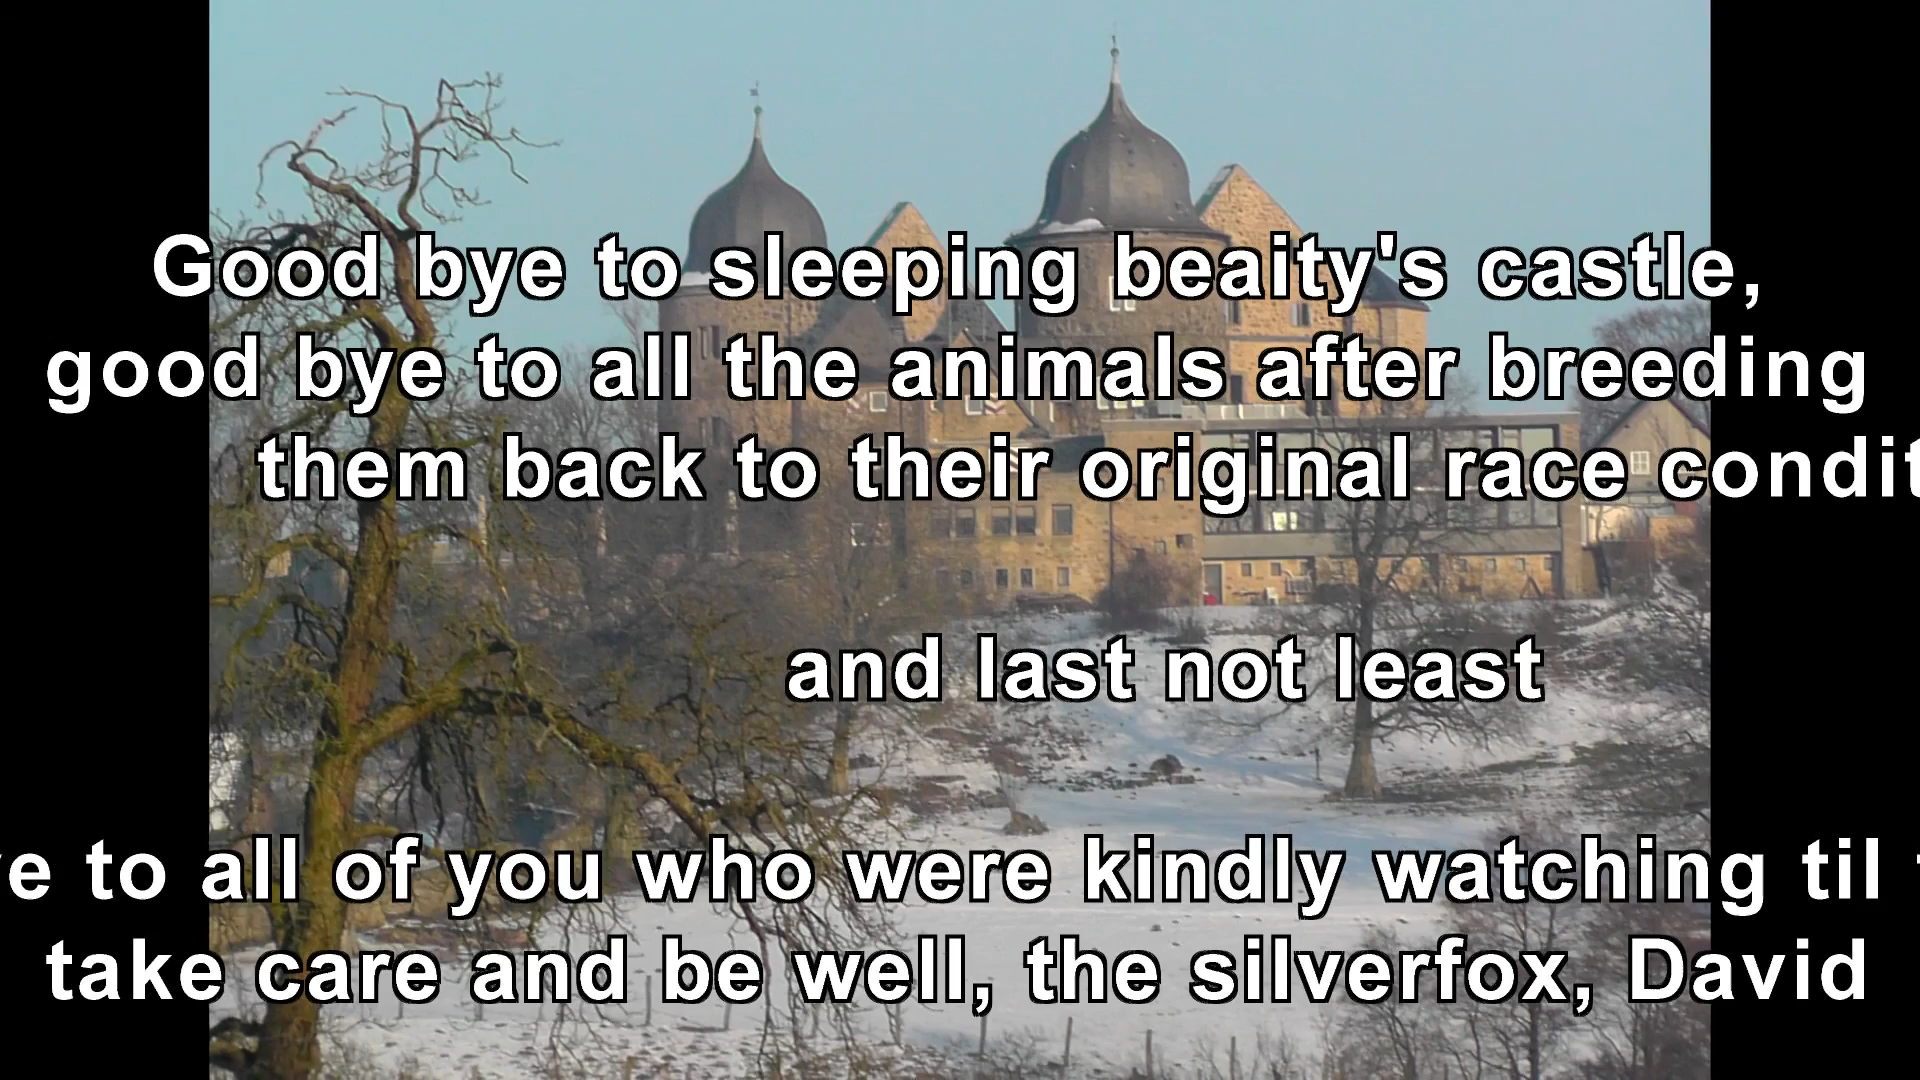 Good bye to sleeping beaity's castle,
good bye to all the animals after breeding
them back to their original race
and last not least
to all of you who were kindly watching til
take care and be well, the silverfox, David